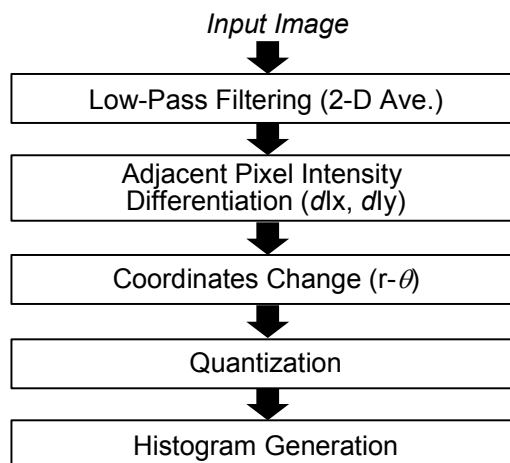 Input Image
Low-Pass Filtering (2-D Ave.)
Adjacent Pixel Intensity
Differentiation (dIx, dIy)
Coordinates Change (r-θ)
Quantization
Histogram Generation